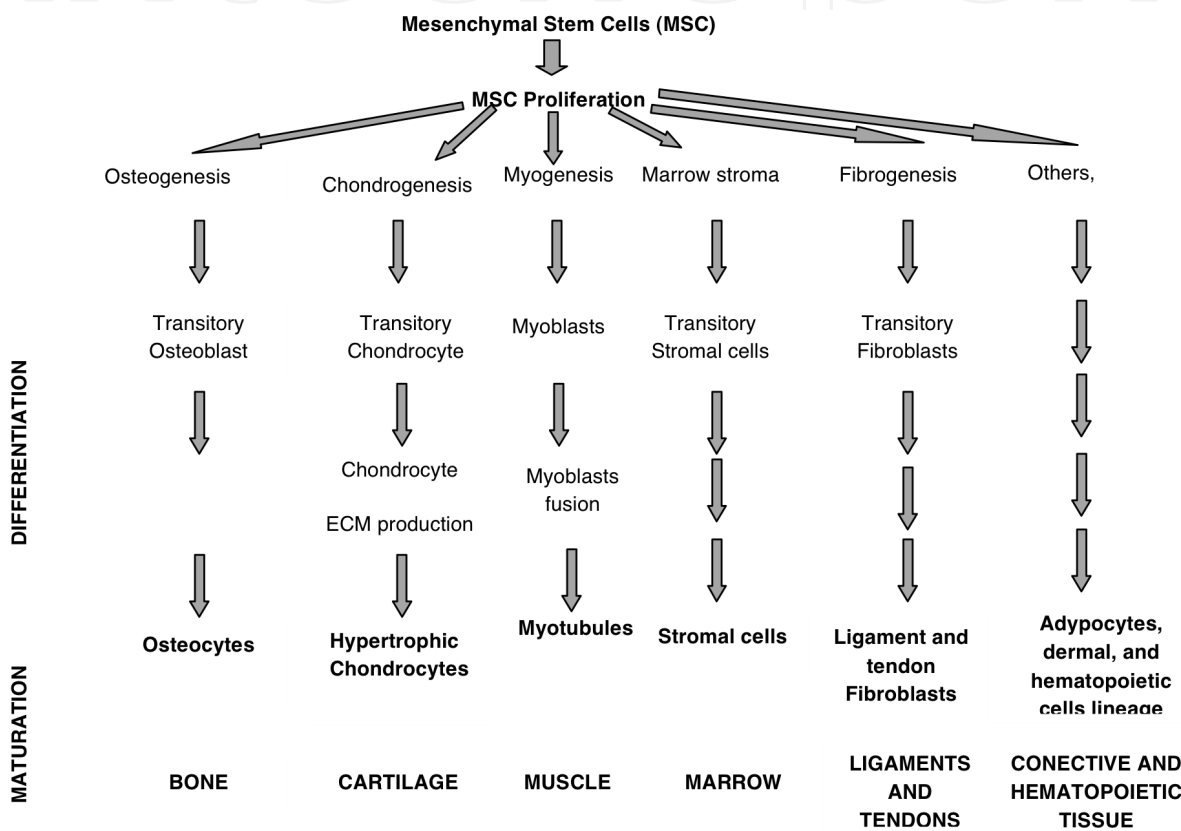 Mesenchymal Stem Cells (MSC)
MSC Proliferation
Osteogenesis
Chondrogenesis
Myogenesis
Marrow stroma
Fibrogenesis
Others,
DIFFERENTIATION
Transitory
Osteoblast
Transitory
Chondrocyte
Myoblasts
Transitory
Stromal cells
Transitory
Fibroblasts
Chondrocyte
ECM production
Myoblasts
fusion
MATURATION
Osteocytes
Hypertrophic
Chondrocytes
Myotubules
Stromal cells
Ligament and
tendon
Fibroblasts
Adypocytes,
dermal, and
hematopoietic
cells lineage
BONE
CARTILAGE
MUSCLE
MARROW
LIGAMENTS
AND
TENDONS
CONECTIVE AND
HEMATOPOIETIC
TISSUE